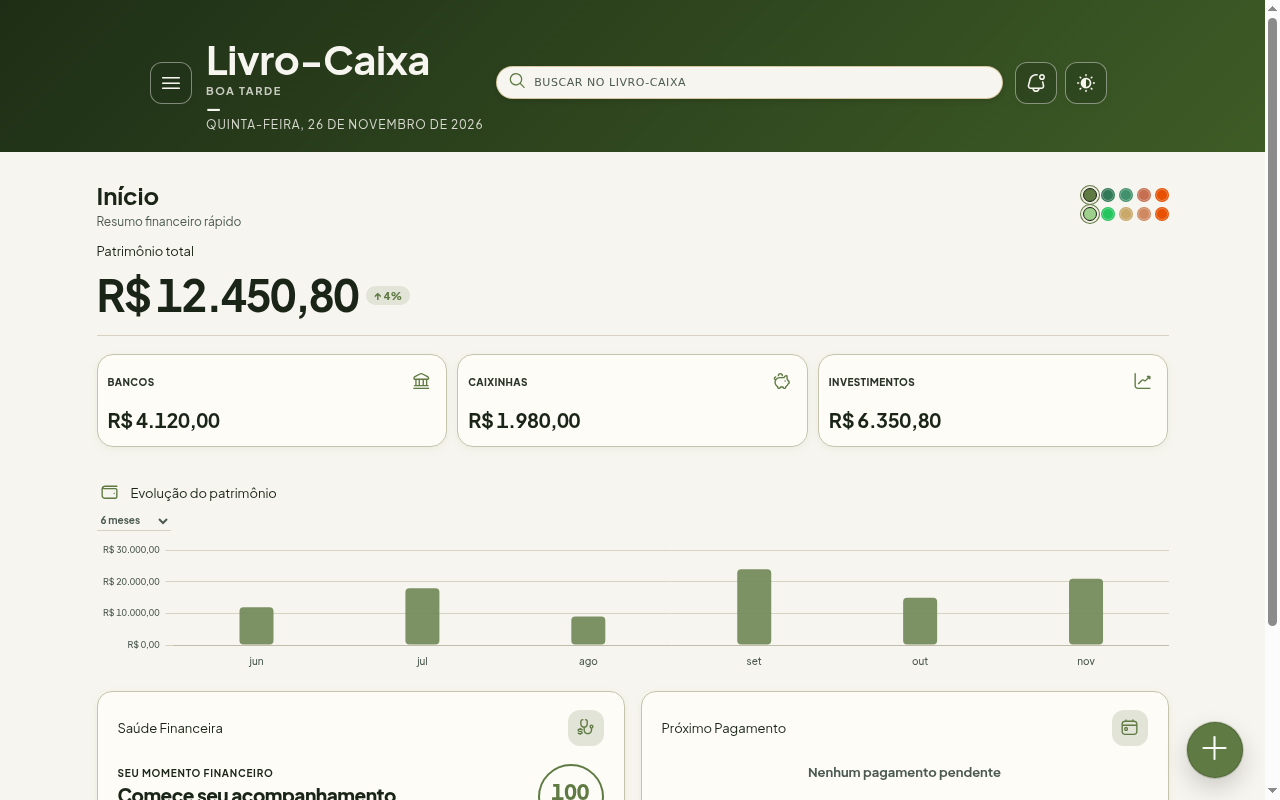 Livro-Caixa
BOA TARDE
QUINTA-FEIRA, 26 DE NOVEMBRO DE 2026
BUSCAR NO LIVRO-CAIXA
Início
Resumo financeiro rápido
Patrimônio total
R$ 12.450,80
↑ 4%
BANCOS
R$ 4.120,00
CAIXINHAS
R$ 1.980,00
INVESTIMENTOS
R$ 6.350,80
Evolução do patrimônio
6 meses
R$ 30.000,00
R$ 20.000,00
R$ 10.000,00
R$ 0,00
jun jul ago set out nov
Saúde Financeira
SEU MOMENTO FINANCEIRO
Comece seu acompanhamento
100
Próximo Pagamento
Nenhum pagamento pendente